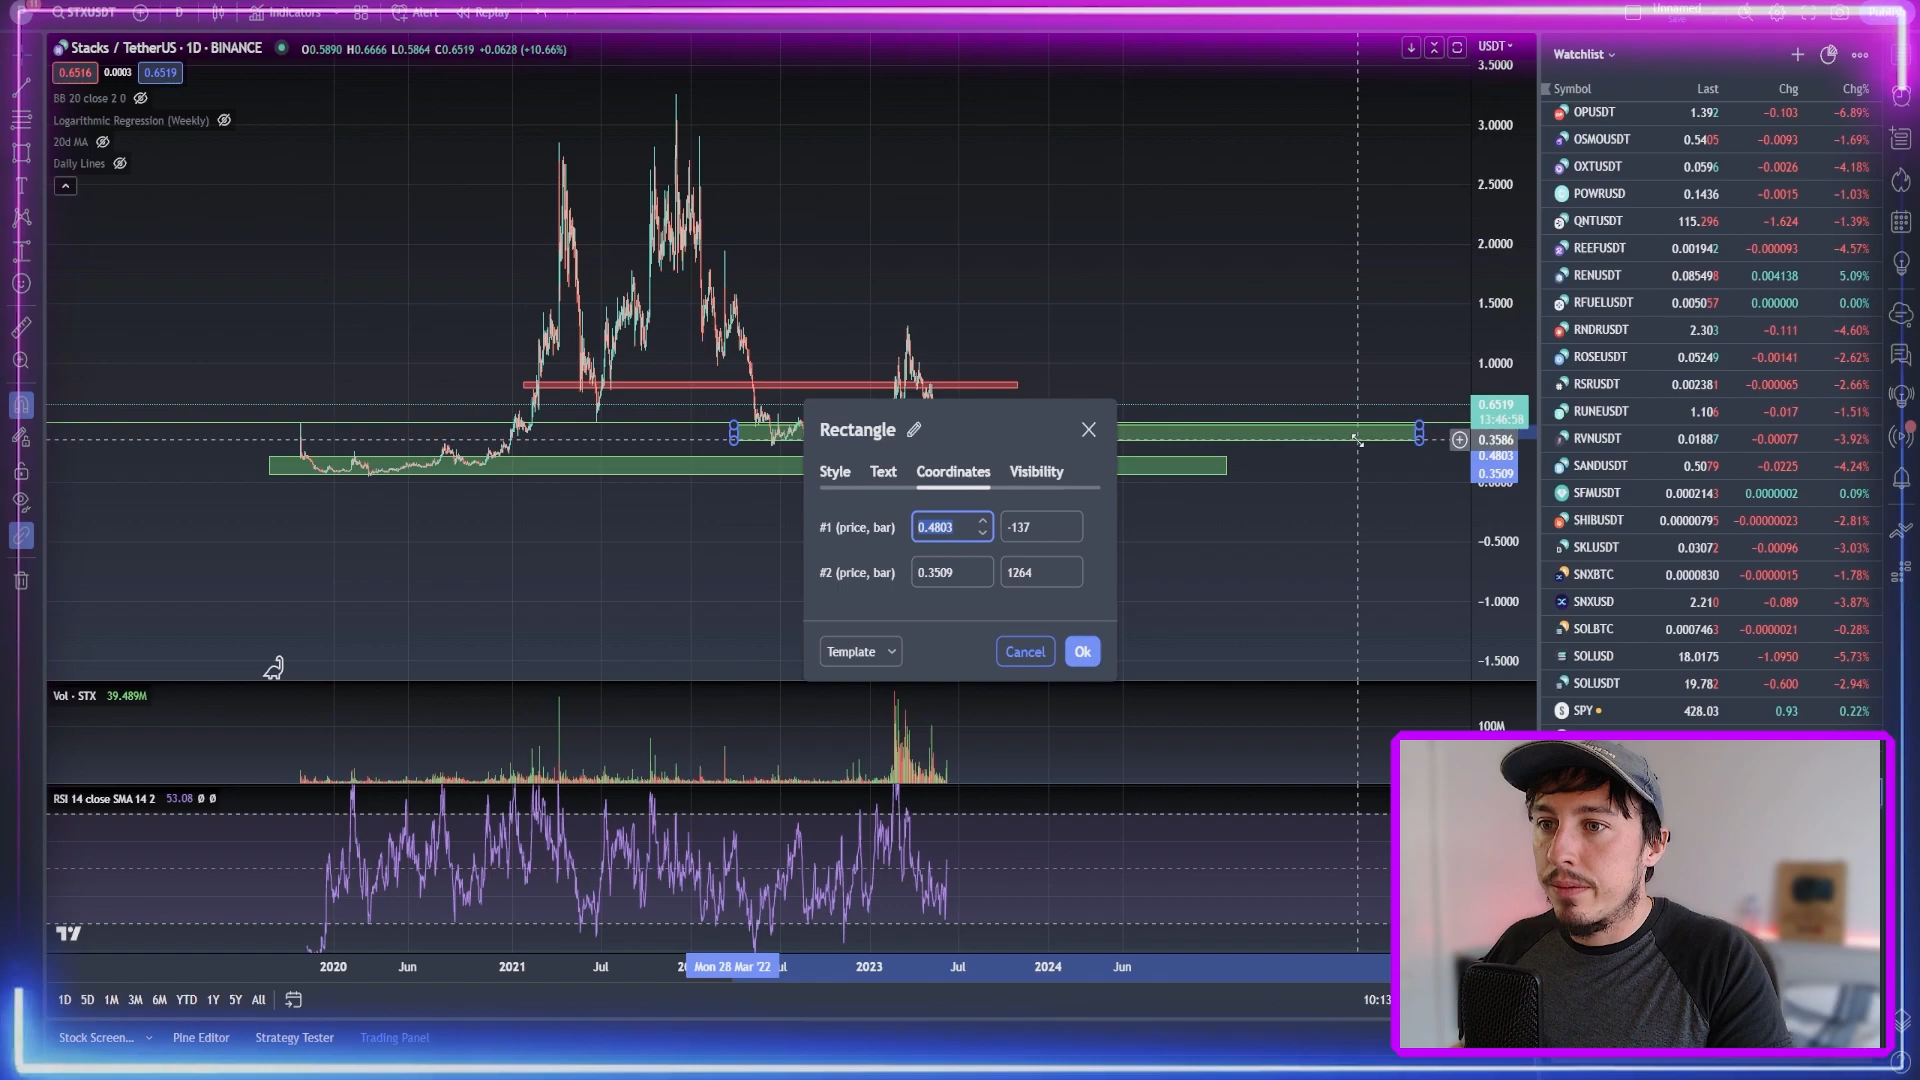 11
STXUSDT
D
Indicators
Alert
Replay
Unnamed
Save
Stacks / TetherUS · 1D · BINANCE
O0.5890 H0.6666 L0.5864 C0.6519 +0.0628 (+10.66%)
0.6516 0.0003 0.6519
BB 20 close 2 0
Logarithmic Regression (Weekly)
20d MA
Daily Lines
USDT
3.5000
3.0000
2.5000
2.0000
1.5000
1.0000
0.6519
13:46:58
0.3586
0.4803
0.3509
-0.5000
-1.0000
-1.5000
Rectangle
Style Text Coordinates Visibility
#1 (price, bar) 0.4803 -137
#2 (price, bar) 0.3509 1264
Template Cancel Ok
Vol · STX 39.489M
100M
RSI 14 close SMA 14 2 53.08 Ø Ø
2020 Jun 2021 Jul Mon 28 Mar '22 2023 Jul 2024 Jun
1D 5D 1M 3M 6M YTD 1Y 5Y All
10:13
Stock Screen... Pine Editor Strategy Tester Trading Panel
Watchlist
Symbol Last Chg Chg%
OPUSDT 1.392 -0.103 -6.89%
OSMOUSDT 0.5405 -0.0093 -1.69%
OXTUSDT 0.0596 -0.0026 -4.18%
POWRUSD 0.1436 -0.0015 -1.03%
QNTUSDT 115.296 -1.624 -1.39%
REEFUSDT 0.001942 -0.000093 -4.57%
RENUSDT 0.085498 0.004138 5.09%
RFUELUSDT 0.005057 0.000000 0.00%
RNDRUSDT 2.303 -0.111 -4.60%
ROSEUSDT 0.05249 -0.00141 -2.62%
RSRUSDT 0.002381 -0.000065 -2.66%
RUNEUSDT 1.106 -0.017 -1.51%
RVNUSDT 0.01887 -0.00077 -3.92%
SANDUSDT 0.5079 -0.0225 -4.24%
SFMUSDT 0.0002143 0.0000002 0.09%
SHIBUSDT 0.00000795 -0.00000023 -2.81%
SKLUSDT 0.03072 -0.00096 -3.03%
SNXBTC 0.0000830 -0.0000015 -1.78%
SNXUSD 2.210 -0.089 -3.87%
SOLBTC 0.0007463 -0.0000021 -0.28%
SOLUSD 18.0175 -1.0950 -5.73%
SOLUSDT 19.782 -0.600 -2.94%
SPY 428.03 0.93 0.22%